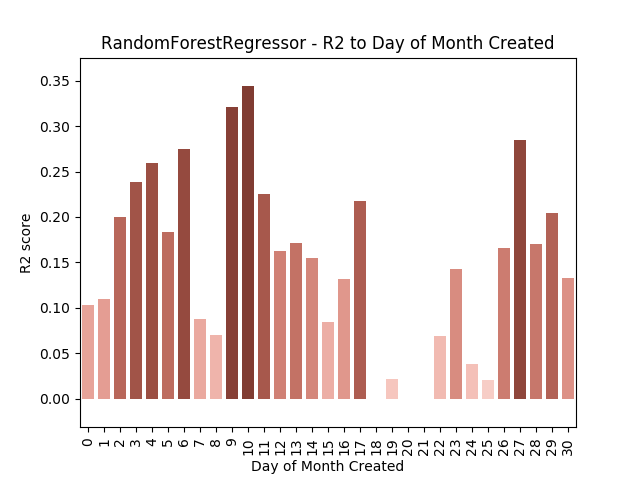 RandomForestRegressor - R2 to Day of Month Created
R2 score
0.35
0.30
0.25
0.20
0.15
0.10
0.05
0.00
0 1 2 3 4 5 6 7 8 9 10 11 12 13 14 15 16 17 18 19 20 21 22 23 24 25 26 27 28 29 30
Day of Month Created